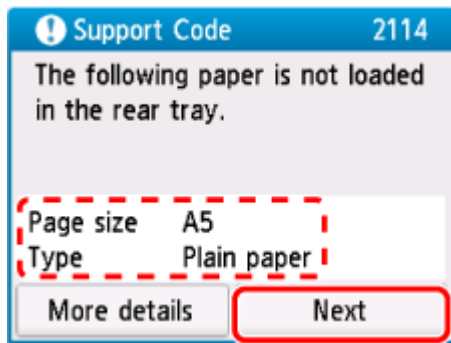 Support Code 2114
The following paper is not loaded
in the rear tray.
Page size A5
Type Plain paper
More details Next